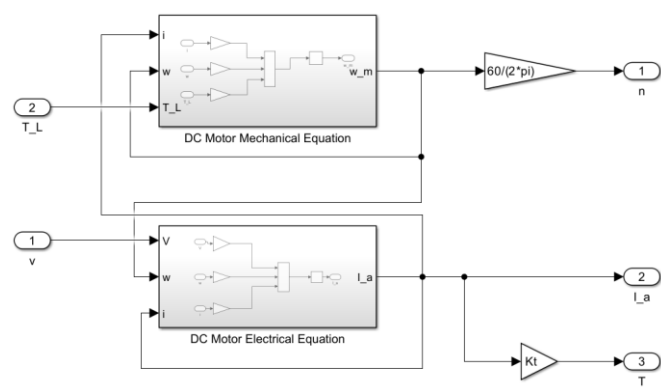 i
w
T_L
w_m
DC Motor Mechanical Equation
60/(2*pi)
1
n
2
T_L
1
v
V
w
i
I_a
DC Motor Electrical Equation
2
I_a
Kt
3
T